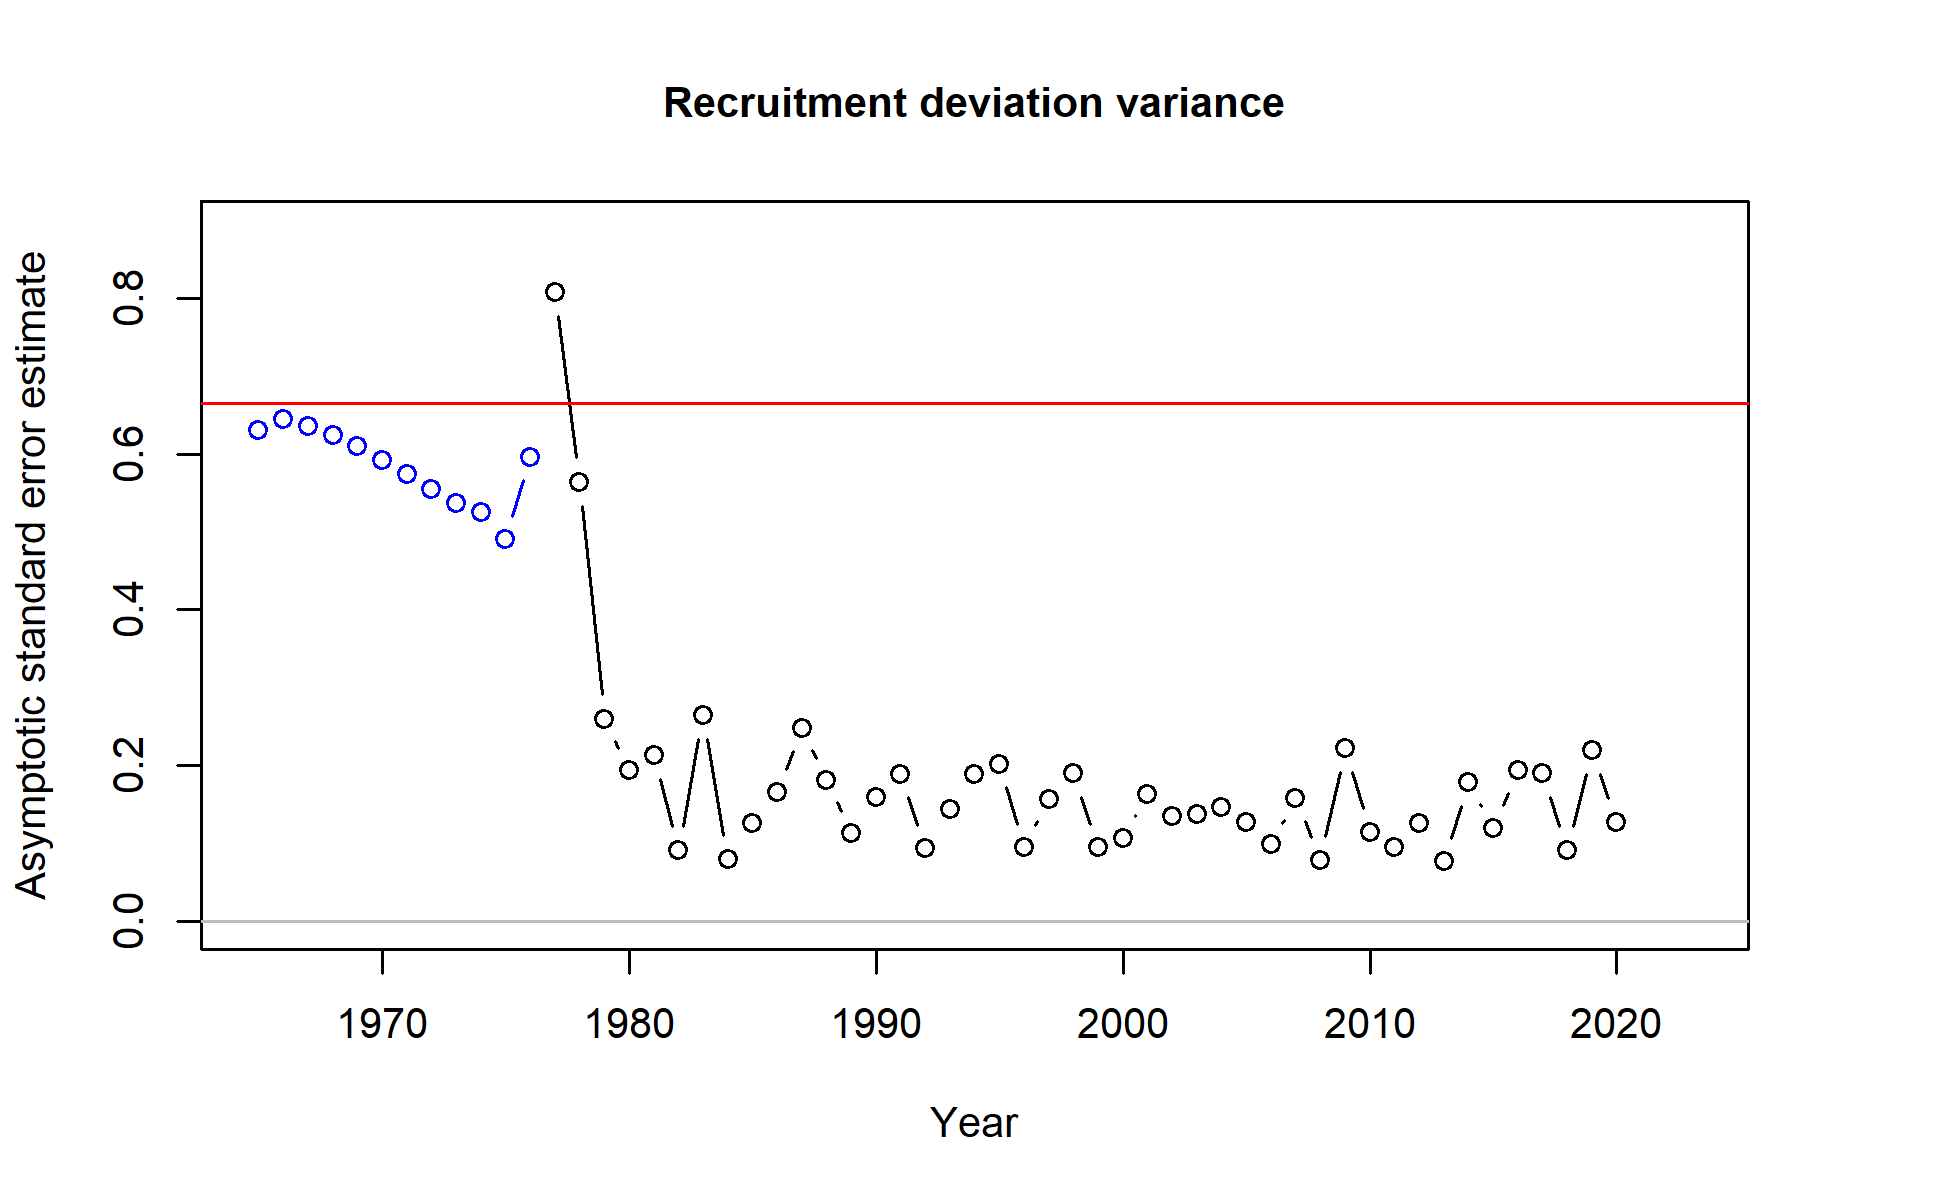 Recruitment deviation variance
Asymptotic standard error estimate
0.8
0.6
0.4
0.2
0.0
1970 1980 1990 2000 2010 2020
Year